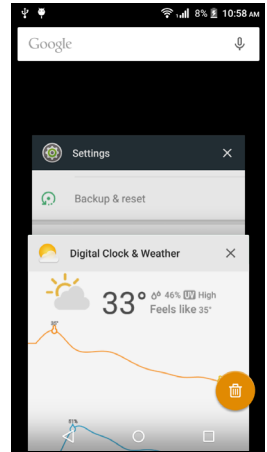 8% 10:58 AM
Google
Settings
Backup & reset
Digital Clock & Weather
33° 46% UV High
Feels like 35°